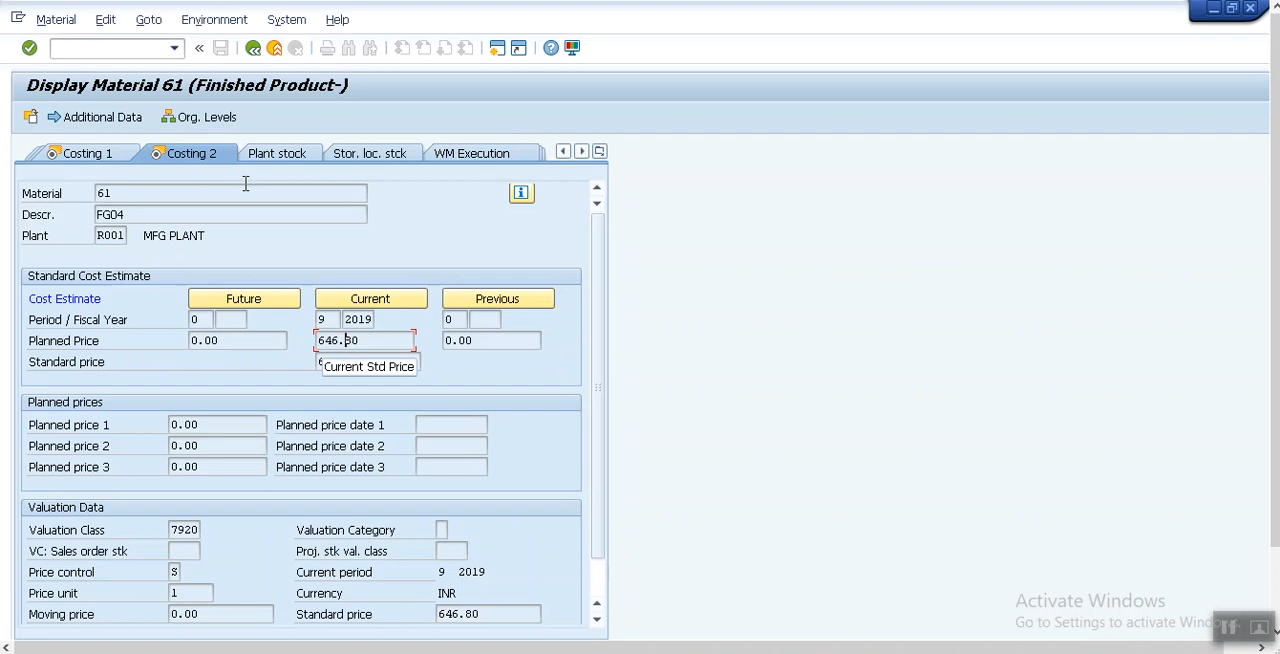 Material Edit Goto Environment System Help
Display Material 61 (Finished Product-)
Additional Data Org. Levels
Costing 1 Costing 2 Plant stock Stor. loc. stck WM Execution
Material 61
Descr. FG04
Plant R001 MFG PLANT
Standard Cost Estimate
Cost Estimate Future Current Previous
Period / Fiscal Year 0 9 2019 0
Planned Price 0.00 646.80 0.00
Standard price
Current Std Price
Planned prices
Planned price 1 0.00 Planned price date 1
Planned price 2 0.00 Planned price date 2
Planned price 3 0.00 Planned price date 3
Valuation Data
Valuation Class 7920 Valuation Category
VC: Sales order stk Proj. stk val. class
Price control S Current period 9 2019
Price unit 1 Currency INR
Moving price 0.00 Standard price 646.80
Activate Windows
Go to Settings to activate